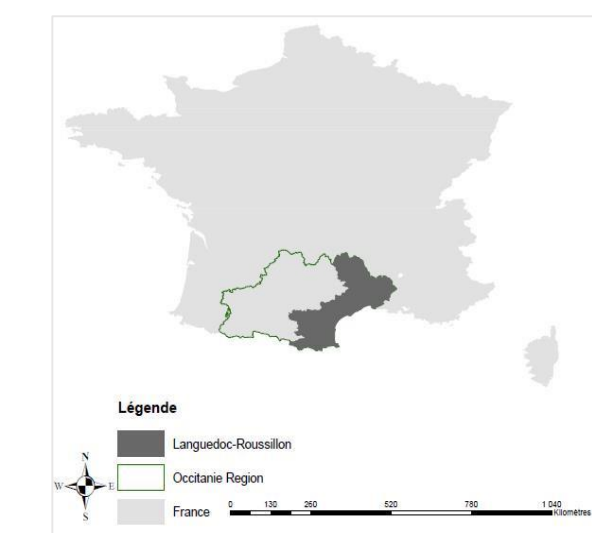 Légende
Languedoc-Roussillon
Occitanie Region
France
N
W E
S
0 130 260 520 780 1 040
Kilomètres